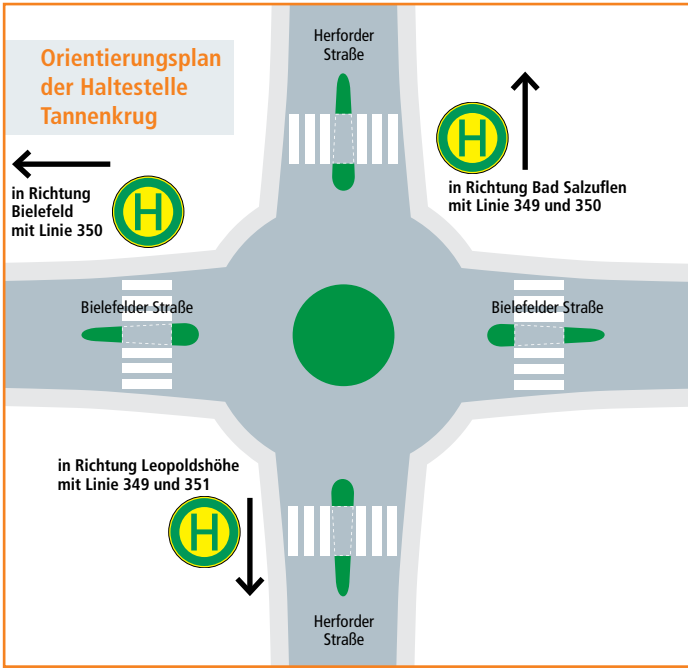 Orientierungsplan
der Haltestelle
Tannenkrug
Herforder
Straße
H
in Richtung Bad Salzuflen
mit Linie 349 und 350
in Richtung
Bielefeld
mit Linie 350
H
Bielefelder Straße
Bielefelder Straße
in Richtung Leopoldshöhe
mit Linie 349 und 351
H
Herforder
Straße